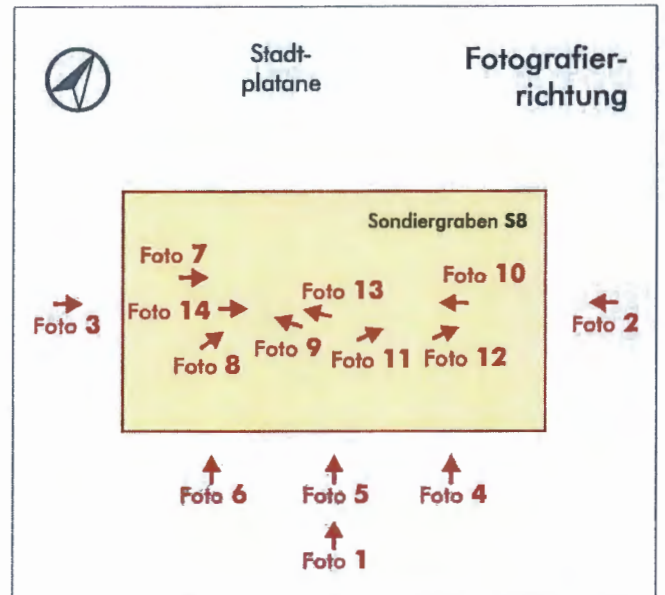 Stadt-
platane
Fotografier-
richtung
Sondiergraben S8
Foto 7
Foto 10
Foto 13
Foto 14
Foto 3
Foto 2
Foto 9
Foto 11
Foto 12
Foto 8
Foto 6
Foto 5
Foto 4
Foto 1